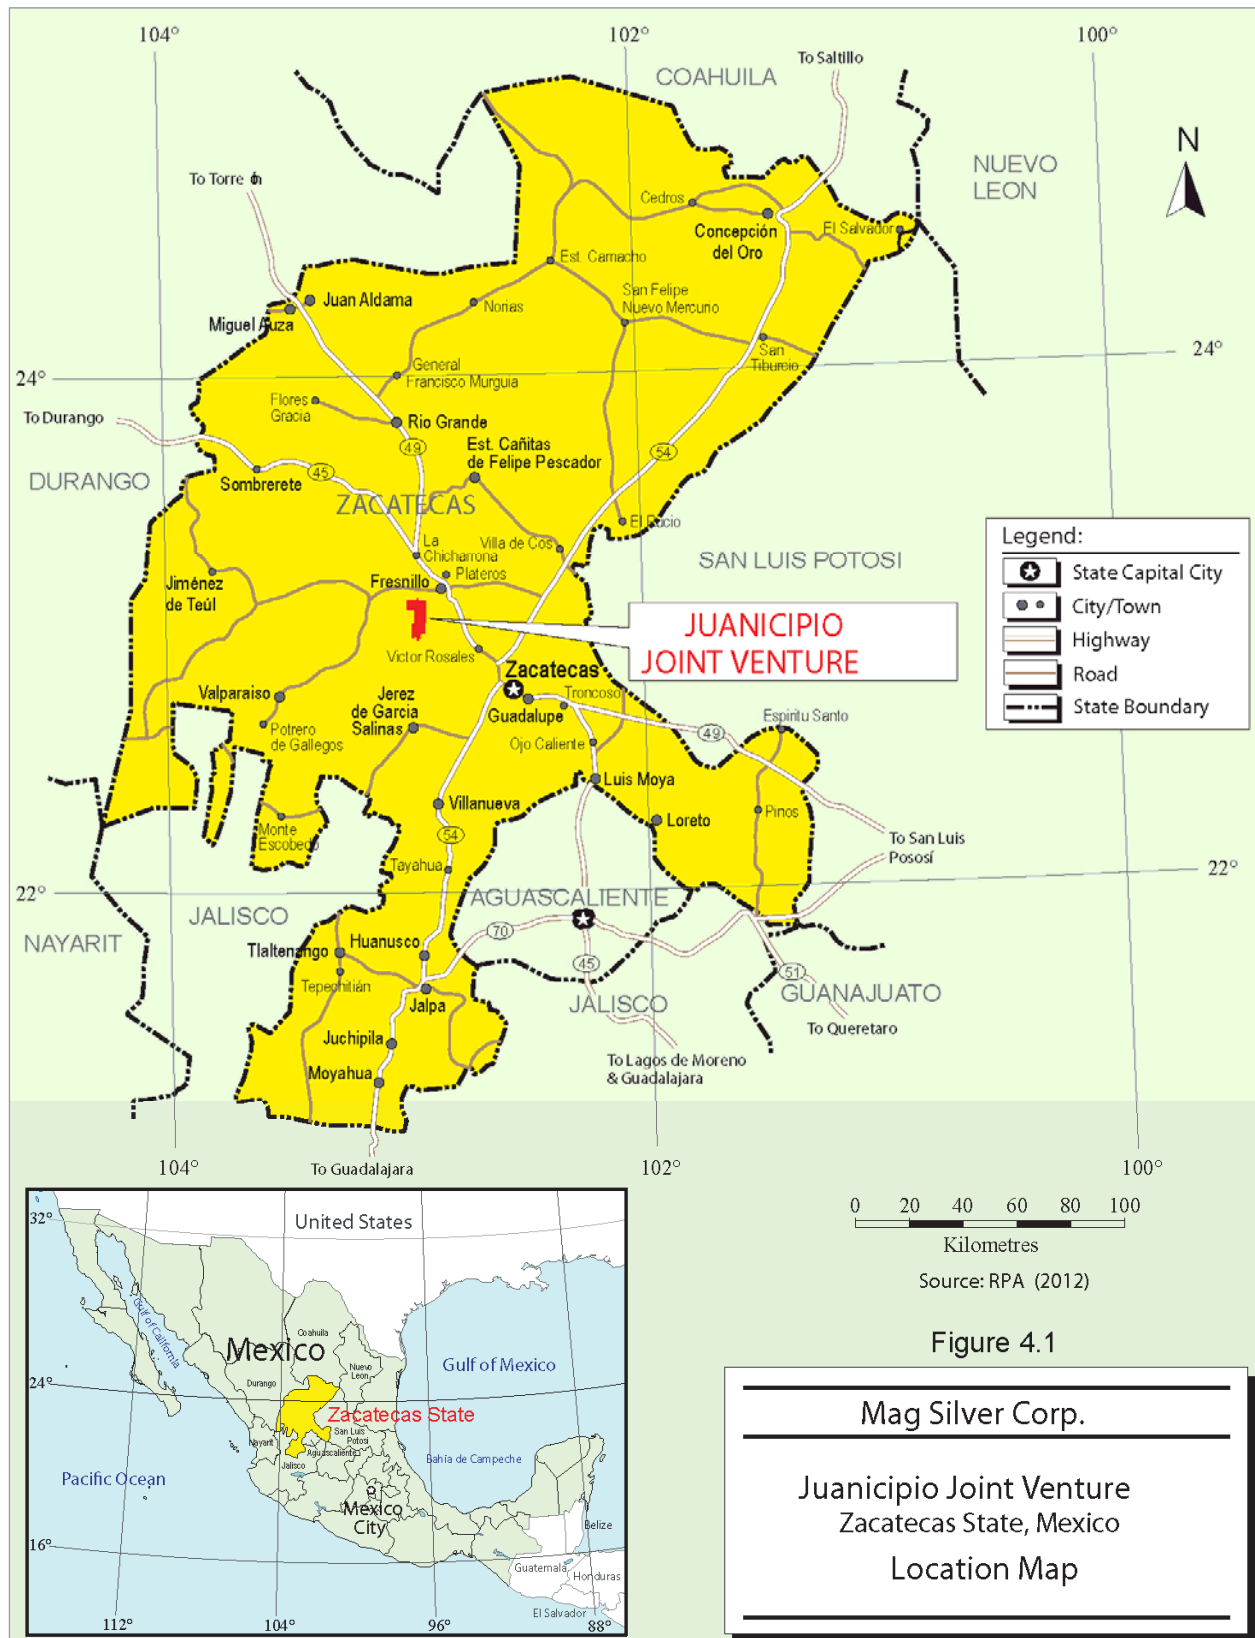 104°
102°
100°
To Saltillo
COAHUILA
NUEVO
LEON
N
To Torre
Cedros
Concepción
del Oro
El Salvador
Est. Camacho
San Felipe
Nuevo Mercurio
Juan Aldama
Norias
Miguel Auza
San
Tiburcio
24°
General
Francisco Murguia
24°
Flores
Gracia
To Durango
Rio Grande
49
Est. Cañitas
de Felipe Pescador
54
DURANGO
Sombrerete
45
ZACATECAS
El Rucio
La
Chicharrona
Villa de Cos
SAN LUIS POTOSI
Plateros
Jiménez
de Teúl
Fresnillo
Legend:
State Capital City
City/Town
Highway
Road
State Boundary
JUANICIPIO
JOINT VENTURE
Victor Rosales
Zacatecas
Valparaiso
Jerez
de Garcia
Salinas
Troncoso
Guadalupe
Espiritu Santo
Potrero
de Gallegos
Ojo Caliente
49
Luis Moya
Villanueva
Loreto
Pinos
Monte
Escobedo
54
To San Luis
Pososí
Tayahua
22°
22°
AGUASCALIENTE
JALISCO
NAYARIT
Huanusco
70
Tlaltenango
45
51
Tepechitián
JALISCO
GUANAJUATO
Jalpa
To Queretaro
Juchipila
To Lagos de Moreno
& Guadalajara
Moyahua
To Guadalajara
104°
102°
100°
0 20 40 60 80 100
Kilometres
Source: RPA (2012)
32°
United States
Gulf of California
Coahuila
Mexico
Nuevo
Leon
Gulf of Mexico
24°
Durango
Zacatecas State
San Luis
Potosi
Nayarit
Aguascaliente
Jalisco
Bahía de Campeche
Pacific Ocean
Mexico
City
Belize
16°
Guatemala
Honduras
El Salvador
112°
104°
96°
88°
Figure 4.1
Mag Silver Corp.
Juanicipio Joint Venture
Zacatecas State, Mexico
Location Map